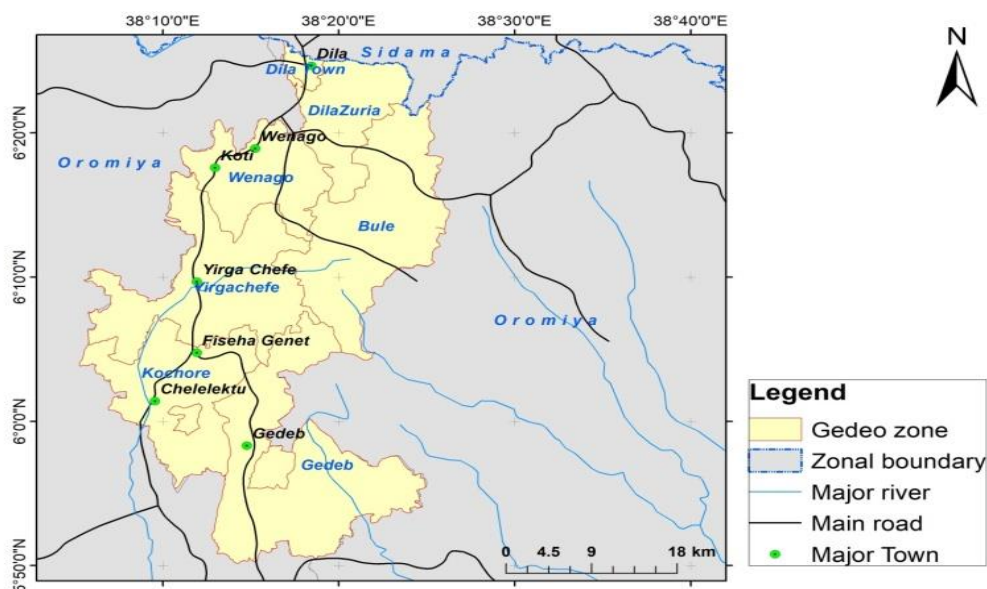 38°10'0"E 38°20'0"E 38°30'0"E 38°40'0"E
N
Sidama
Dila
Dila Town
DilaZuria
6°20'0"N
Wenago
Koti
Oromiya
Wenago
Bule
6°10'0"N
Yirga Chefe
Yirgachefe
Oromiya
Fiseha Genet
Kochore
Chelelektu
6°0'0"N
Gedeb
Gedeb
5°50'0"N
0 4.5 9 18 km
Legend
Gedeo zone
Zonal boundary
Major river
Main road
Major Town